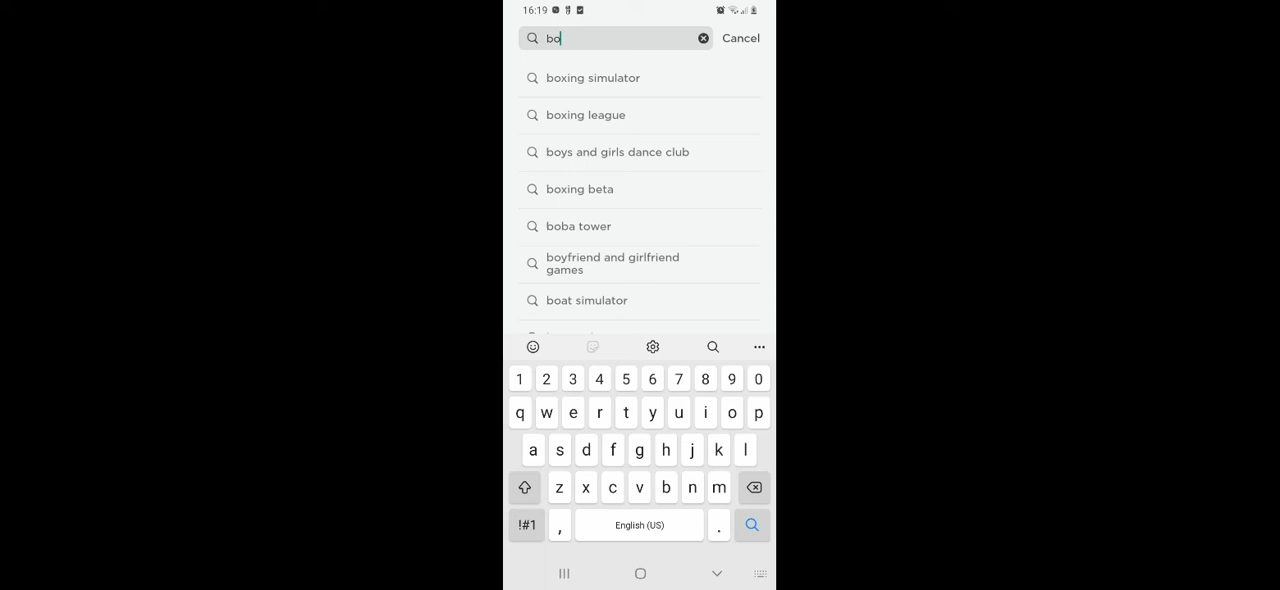 16:19
bo
Cancel
boxing simulator
boxing league
boys and girls dance club
boxing beta
boba tower
boyfriend and girlfriend
games
boat simulator
1 2 3 4 5 6 7 8 9 0
q w e r t y u i o p
a s d f g h j k l
z x c v b n m
!#1 , English (US) .